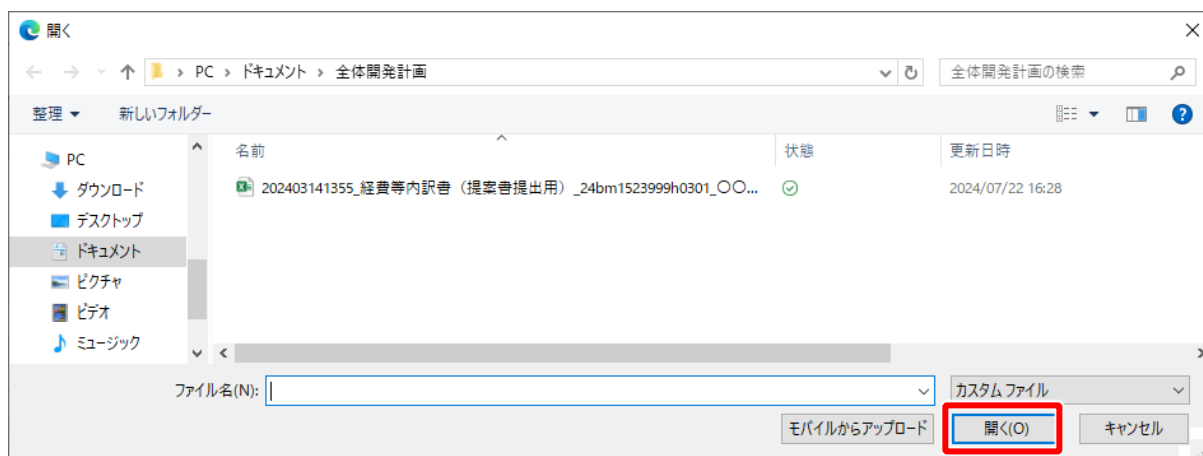 開く
PC > ドキュメント > 全体開発計画
全体開発計画の検索
整理 新しいフォルダー
名前 状態 更新日時
PC
ダウンロード
デスクトップ
ドキュメント
ピクチャ
ビデオ
ミュージック
202403141355_経費等内訳書（提案書提出用）_24bm1523999h0301_〇〇... 2024/07/22 16:28
ファイル名(N):
カスタム ファイル
モバイルからアップロード 開く(O) キャンセル